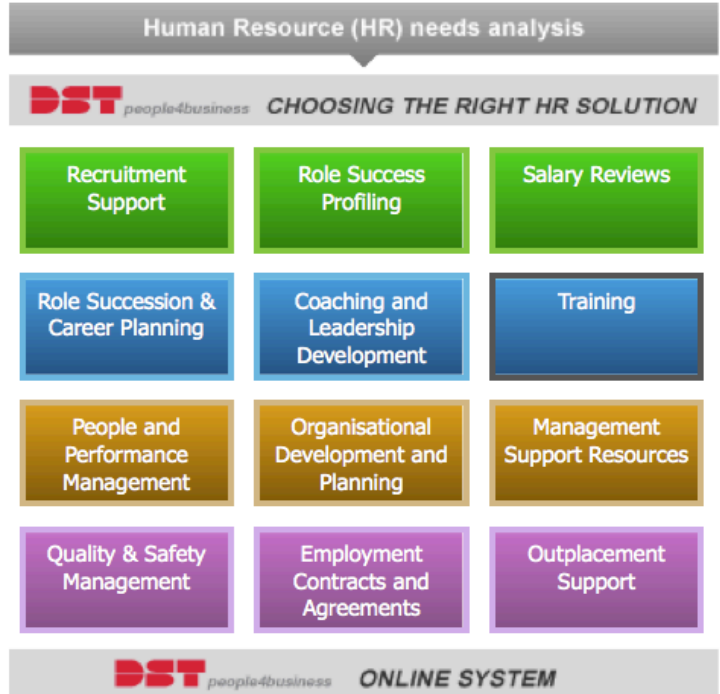 Human Resource (HR) needs analysis
DST people4business CHOOSING THE RIGHT HR SOLUTION
Recruitment
Support
Role Success
Profiling
Salary Reviews
Role Succession &
Career Planning
Coaching and
Leadership
Development
Training
People and
Performance
Management
Organisational
Development and
Planning
Management
Support Resources
Quality & Safety
Management
Employment
Contracts and
Agreements
Outplacement
Support
DST people4business ONLINE SYSTEM